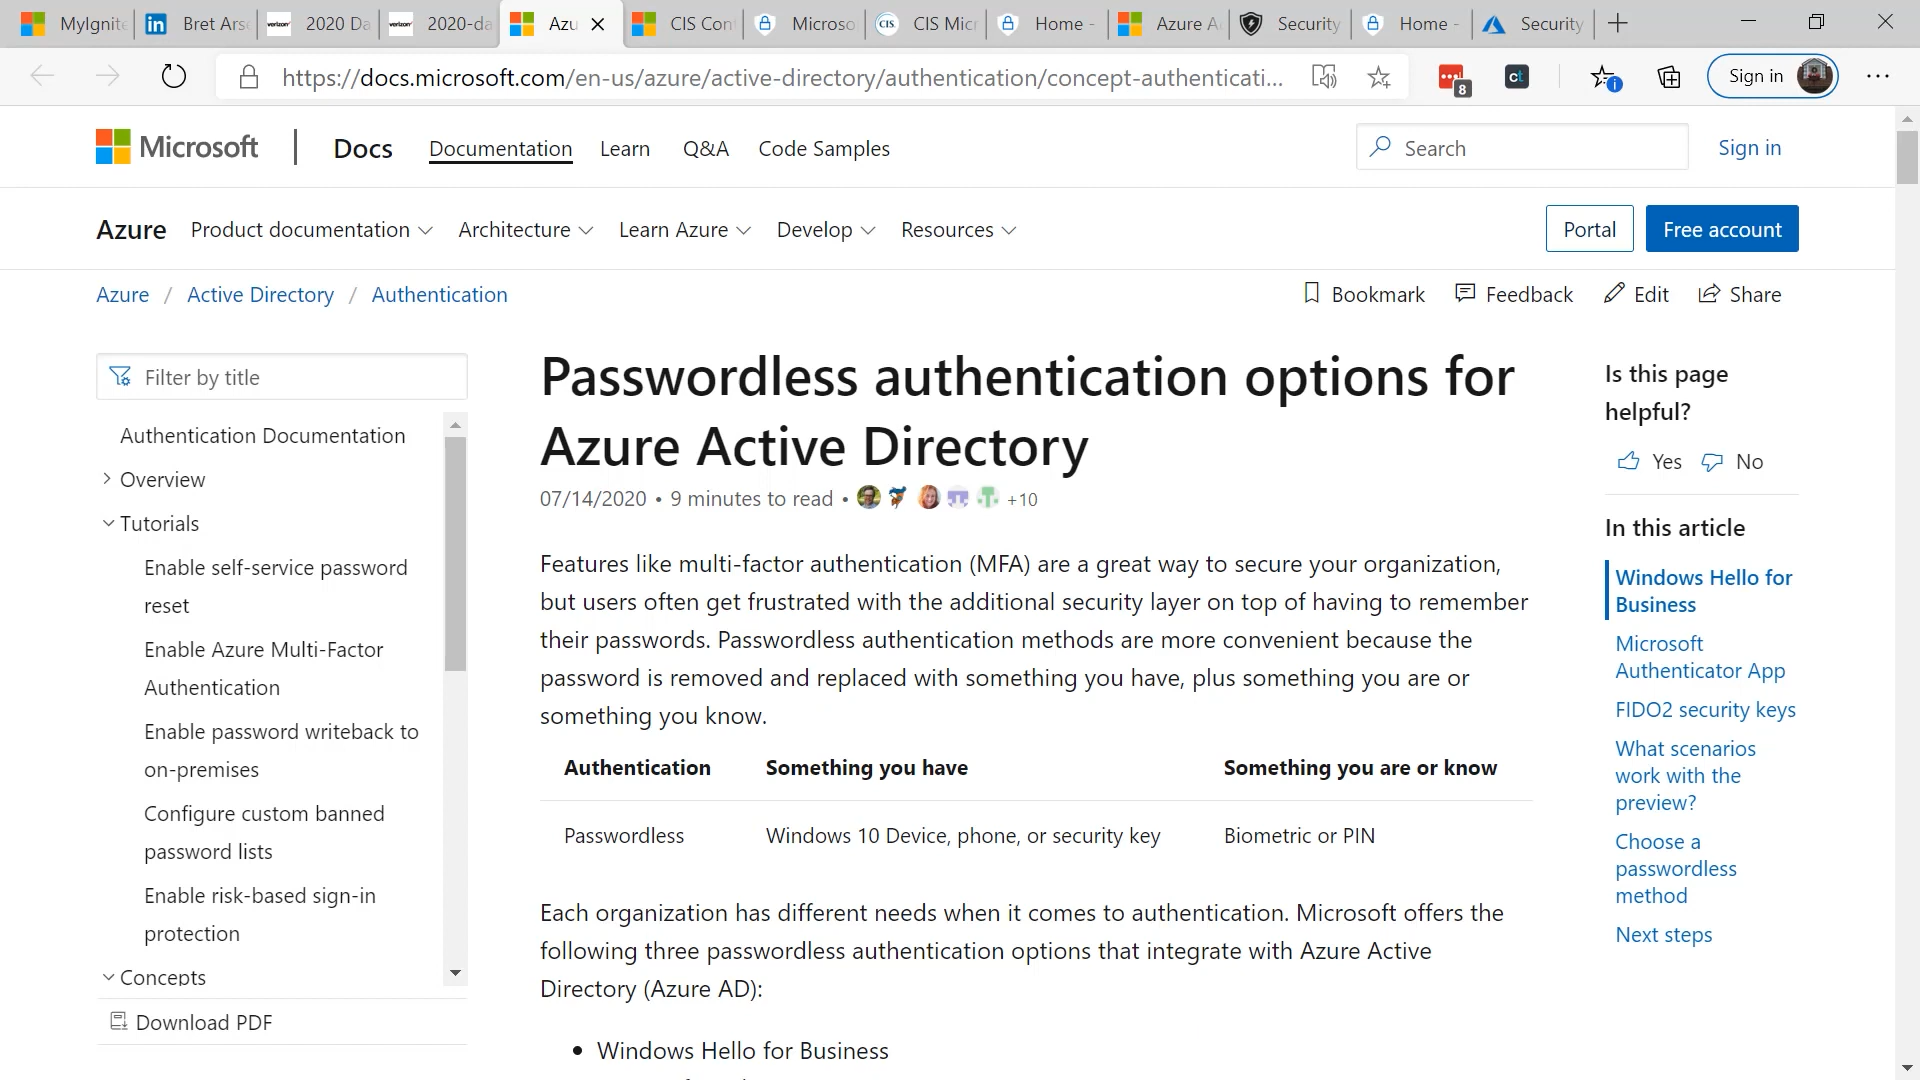 MyIgnite
Bret Arse
2020 Da
2020-da
Azu
CIS Con
Microso
CIS Micr
Home -
Azure A
Security
Home -
Security
https://docs.microsoft.com/en-us/azure/active-directory/authentication/concept-authenticati...
8
ct
Sign in
Microsoft
Docs
Documentation
Learn
Q&A
Code Samples
Search
Sign in
Azure
Product documentation
Architecture
Learn Azure
Develop
Resources
Portal
Free account
Azure / Active Directory / Authentication
Bookmark
Feedback
Edit
Share
Filter by title
Authentication Documentation
Overview
Tutorials
Enable self-service password
reset
Enable Azure Multi-Factor
Authentication
Enable password writeback to
on-premises
Configure custom banned
password lists
Enable risk-based sign-in
protection
Concepts
Download PDF
Passwordless authentication options for
Azure Active Directory
07/14/2020 • 9 minutes to read • +10
Features like multi-factor authentication (MFA) are a great way to secure your organization,
but users often get frustrated with the additional security layer on top of having to remember
their passwords. Passwordless authentication methods are more convenient because the
password is removed and replaced with something you have, plus something you are or
something you know.
Authentication Something you have Something you are or know
Passwordless Windows 10 Device, phone, or security key Biometric or PIN
Each organization has different needs when it comes to authentication. Microsoft offers the
following three passwordless authentication options that integrate with Azure Active
Directory (Azure AD):
• Windows Hello for Business
Is this page
helpful?
Yes
No
In this article
Windows Hello for
Business
Microsoft
Authenticator App
FIDO2 security keys
What scenarios
work with the
preview?
Choose a
passwordless
method
Next steps